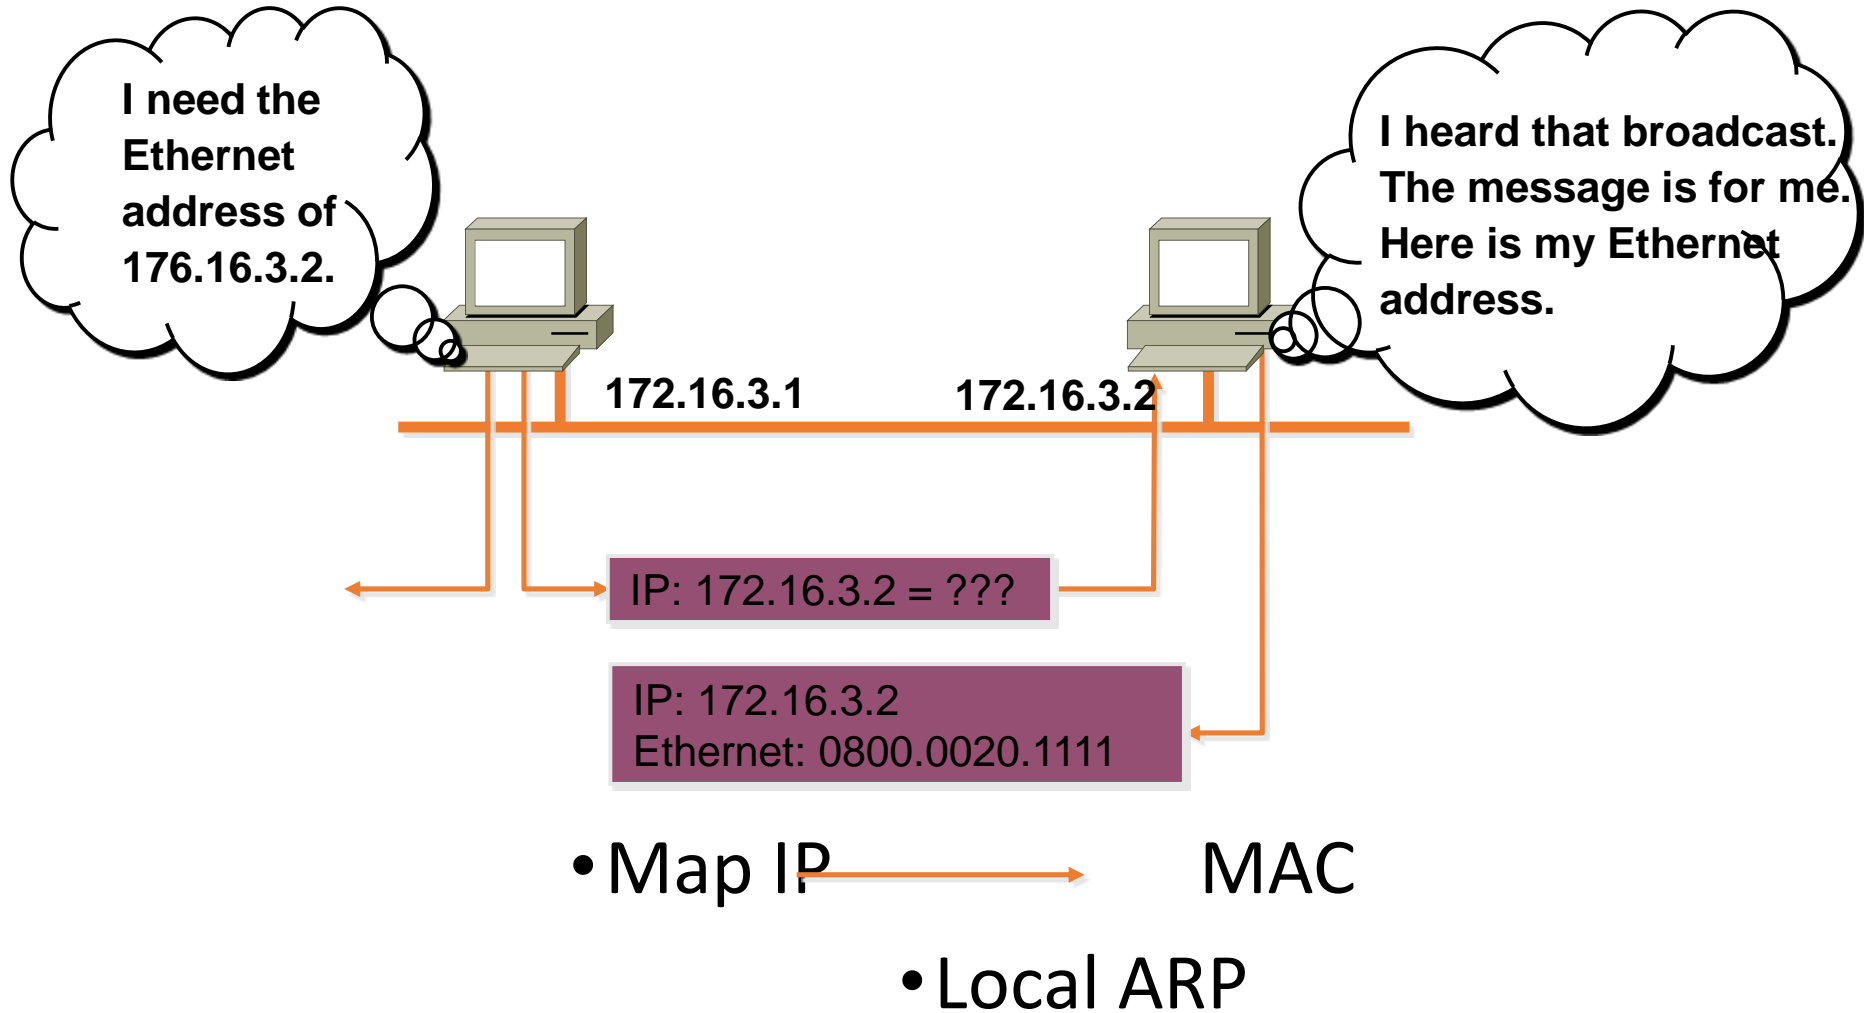 I need the
Ethernet
address of
176.16.3.2.
I heard that broadcast.
The message is for me.
Here is my Ethernet
address.
172.16.3.1
172.16.3.2
IP: 172.16.3.2 = ???
IP: 172.16.3.2
Ethernet: 0800.0020.1111
•Map IP MAC
•Local ARP